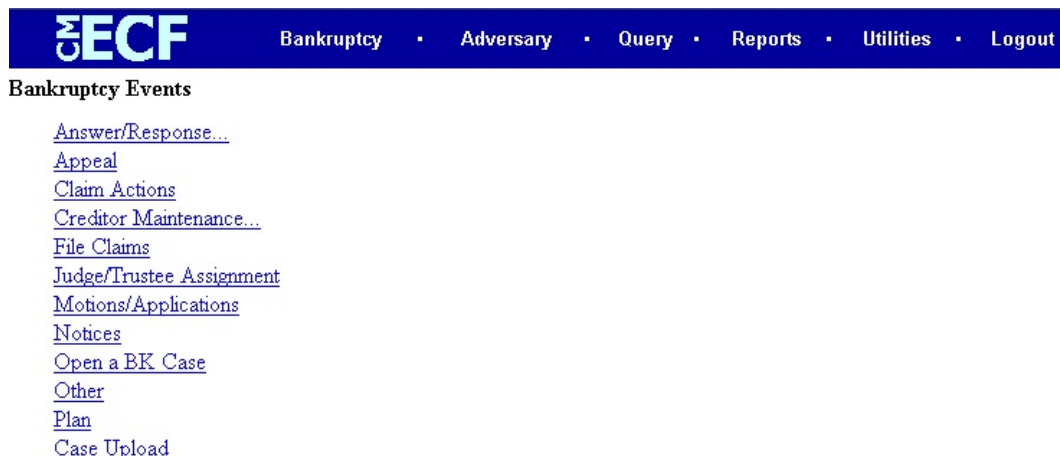 CM ECF Bankruptcy · Adversary · Query · Reports · Utilities · Logout
Bankruptcy Events
Answer/Response...
Appeal
Claim Actions
Creditor Maintenance...
File Claims
Judge/Trustee Assignment
Motions/Applications
Notices
Open a BK Case
Other
Plan
Case Upload